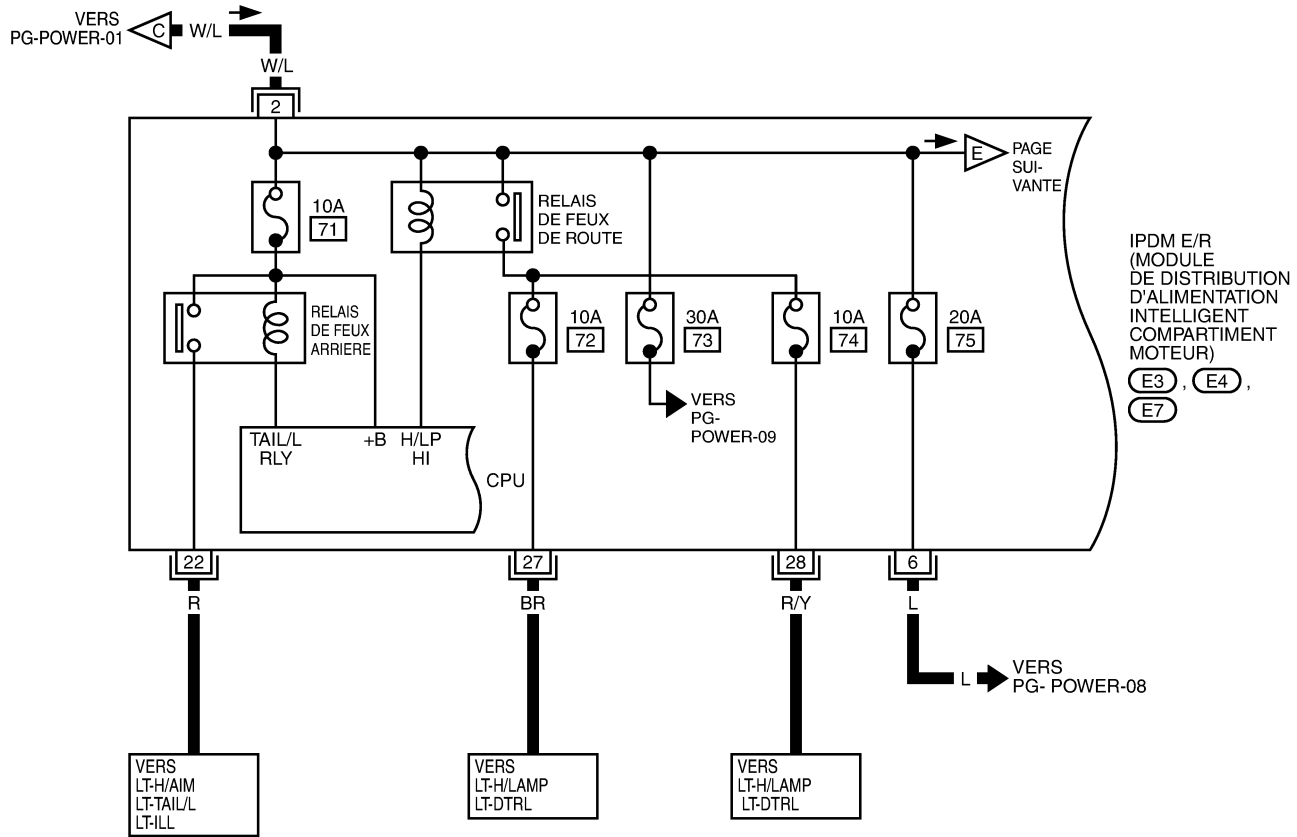 VERS
PG-POWER-01
C
W/L
W/L
2
E
PAGE
SUI-
VANTE
10A
71
RELAIS
DE FEUX
DE ROUTE
RELAIS
DE FEUX
ARRIERE
10A
72
30A
73
10A
74
20A
75
IPDM E/R
(MODULE
DE DISTRIBUTION
D'ALIMENTATION
INTELLIGENT
COMPARTIMENT
MOTEUR)
E3 , E4 ,
E7
VERS
PG-
POWER-09
TAIL/L
RLY
+B
H/LP
HI
CPU
22
27
28
6
R
BR
R/Y
L
L
VERS
PG- POWER-08
VERS
LT-H/AIM
LT-TAIL/L
LT-ILL
VERS
LT-H/LAMP
LT-DTRL
VERS
LT-H/LAMP
LT-DTRL